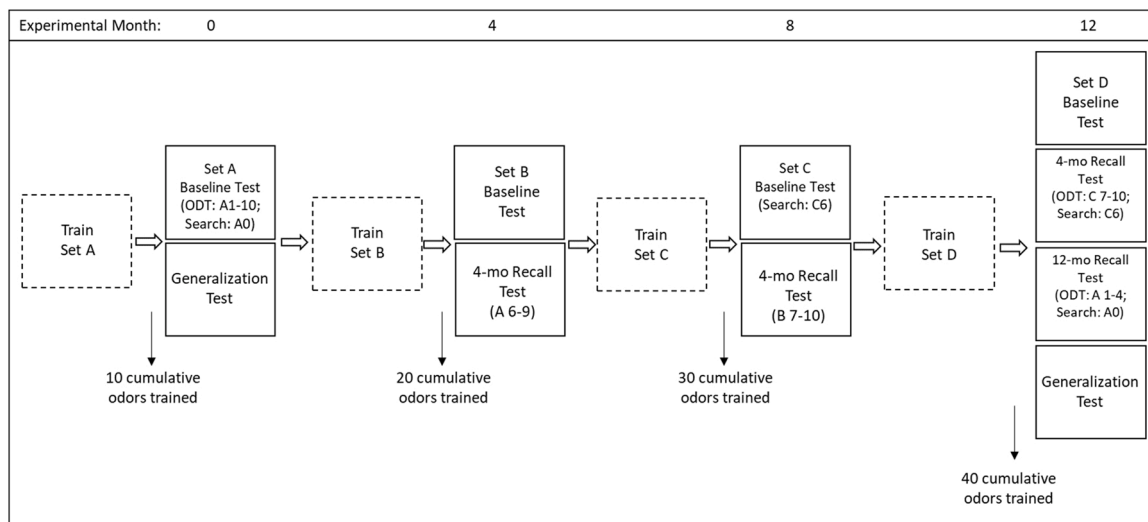 Experimental Month: 0 4 8 12
Train
Set A
Set A
Baseline Test
(ODT: A1-10;
Search: A0)
Generalization
Test
10 cumulative
odors trained
Train
Set B
Set B
Baseline
Test
4-mo Recall
Test
(A 6-9)
20 cumulative
odors trained
Train
Set C
Set C
Baseline Test
(Search: C6)
4-mo Recall
Test
(B 7-10)
30 cumulative
odors trained
Train
Set D
Set D
Baseline
Test
4-mo Recall
Test
(ODT: C 7-10;
Search: C6)
12-mo Recall
Test
(ODT: A 1-4;
Search: A0)
Generalization
Test
40 cumulative
odors trained